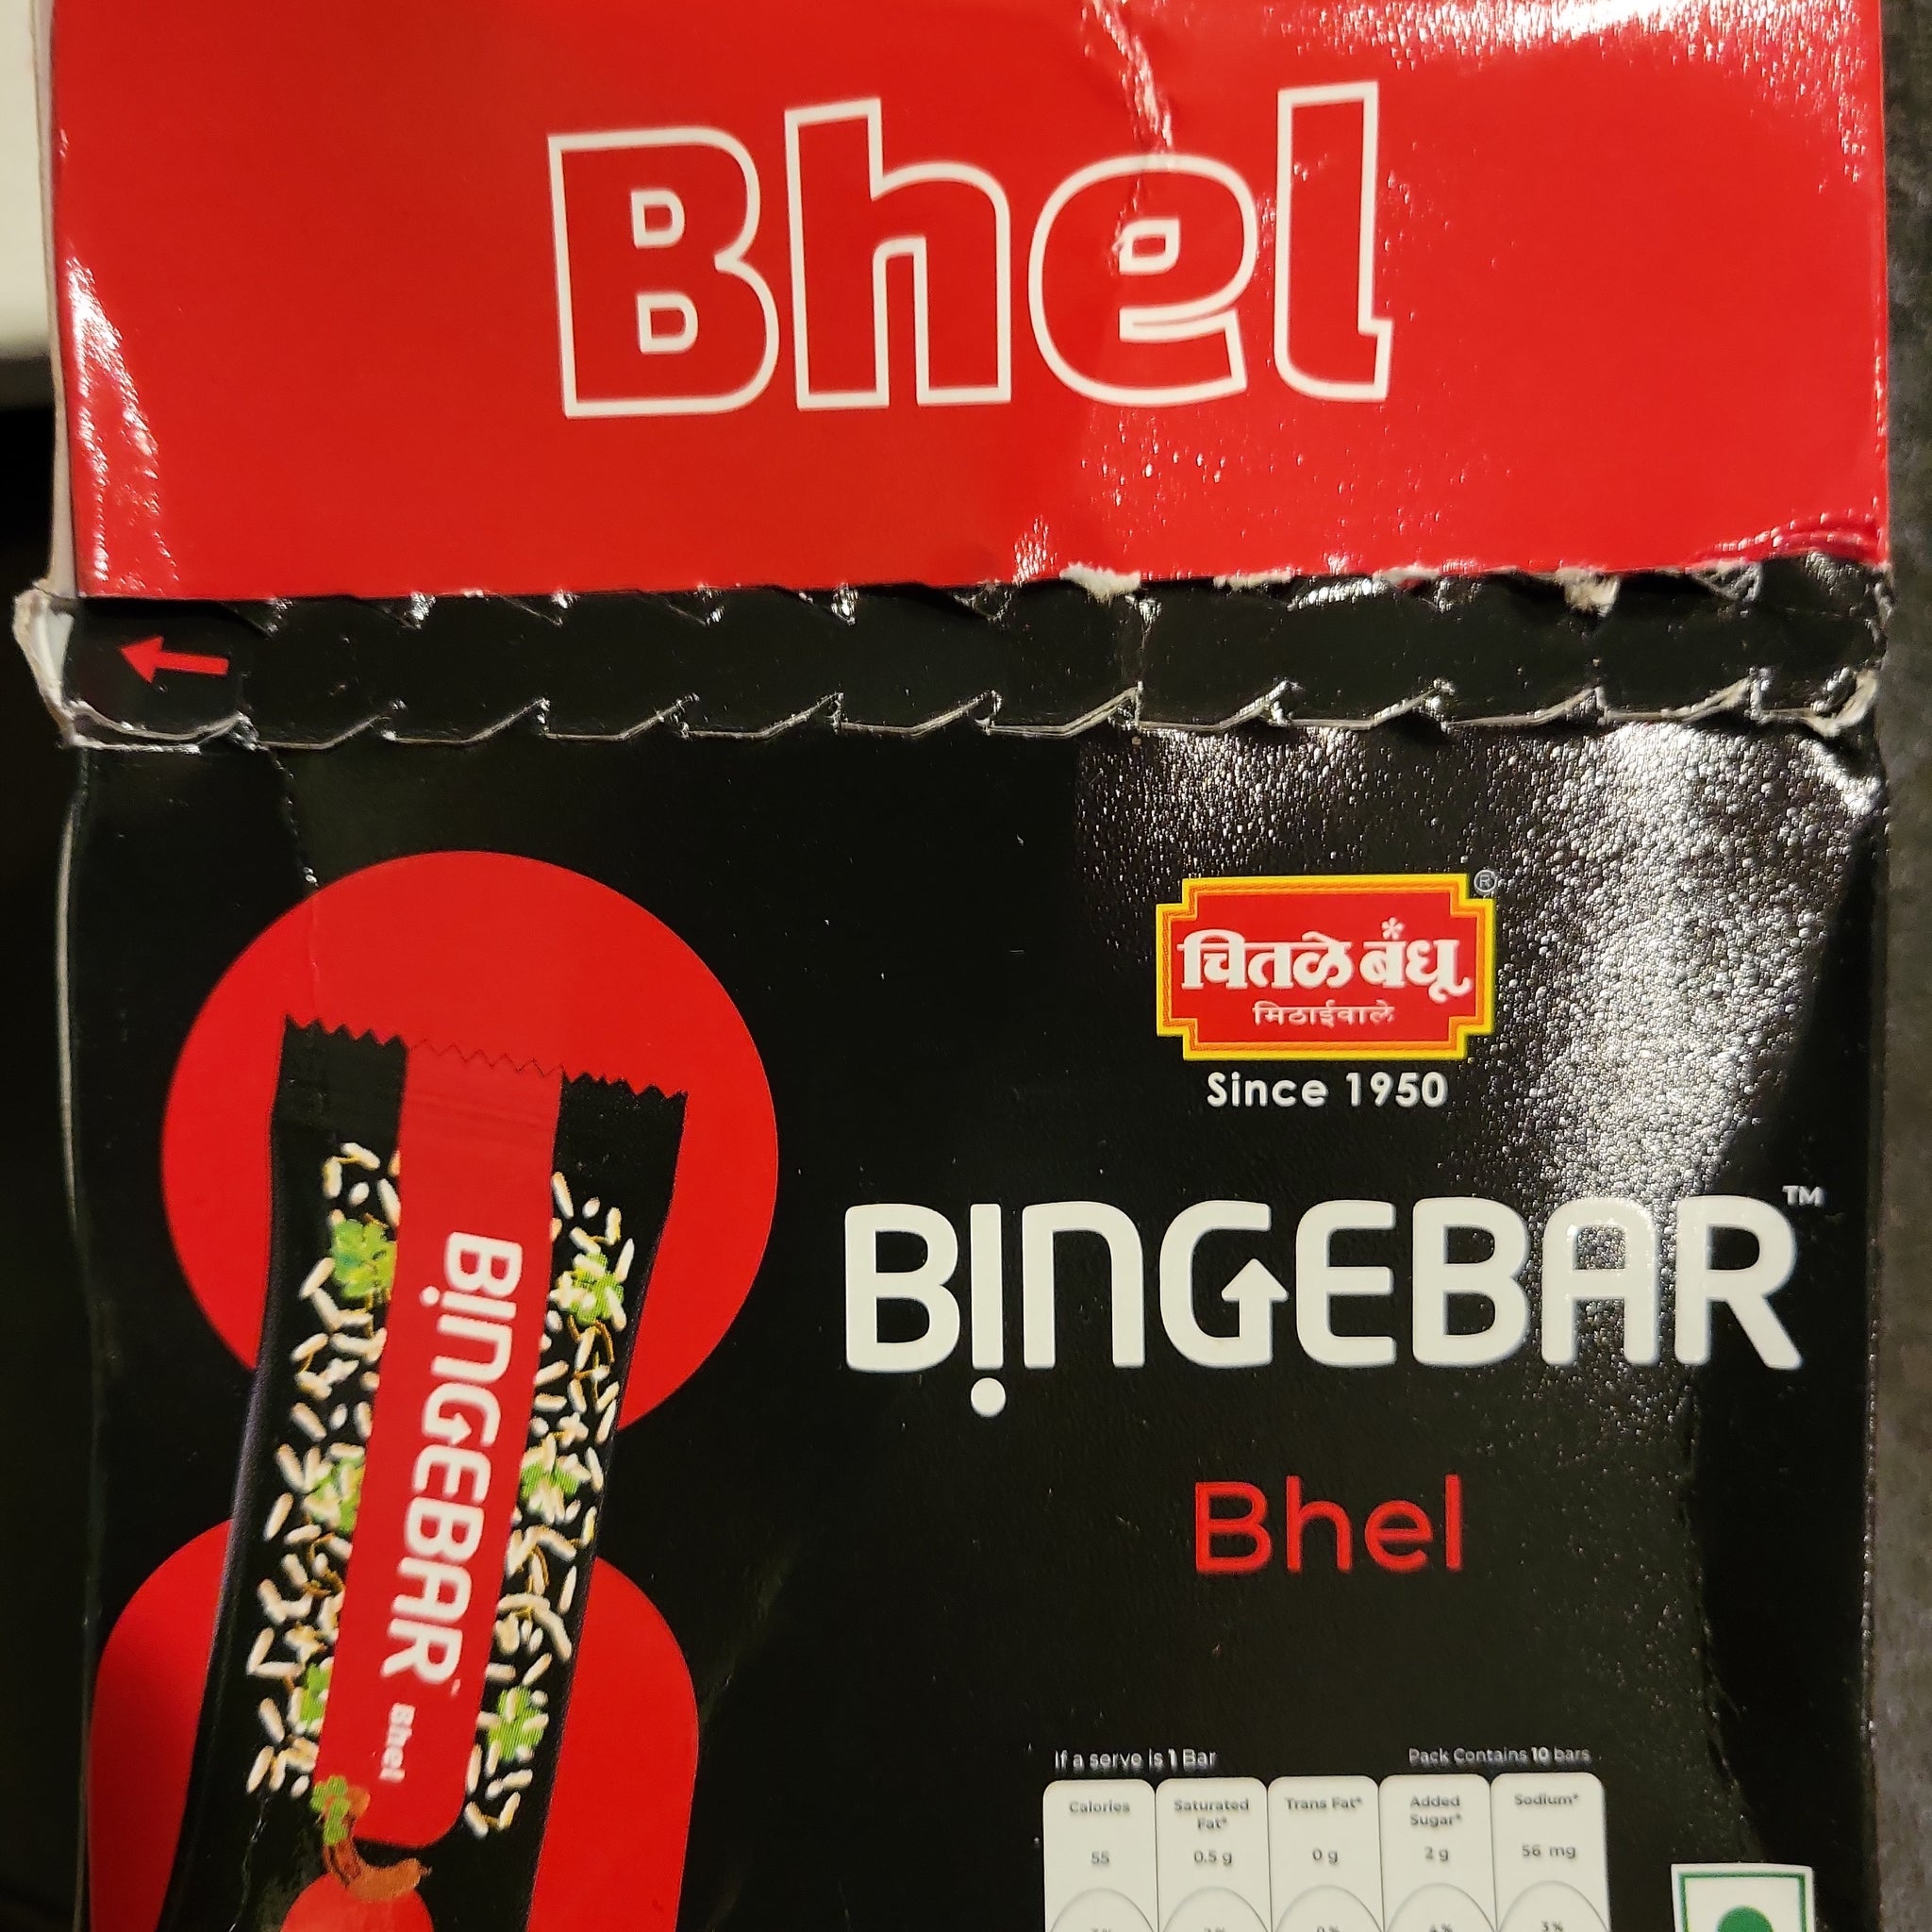 Bhel
चितळे बंधू*
®
मिठाईवाले
Since 1950
BINGEBAR™
Bhel
BINGEBAR
Bhel
If a serve is 1 Bar
Pack Contains 10 bars
Calories
Saturated Fat*
Trans Fat*
Added Sugar*
Sodium*
55
0.5 g
0 g
2 g
56 mg